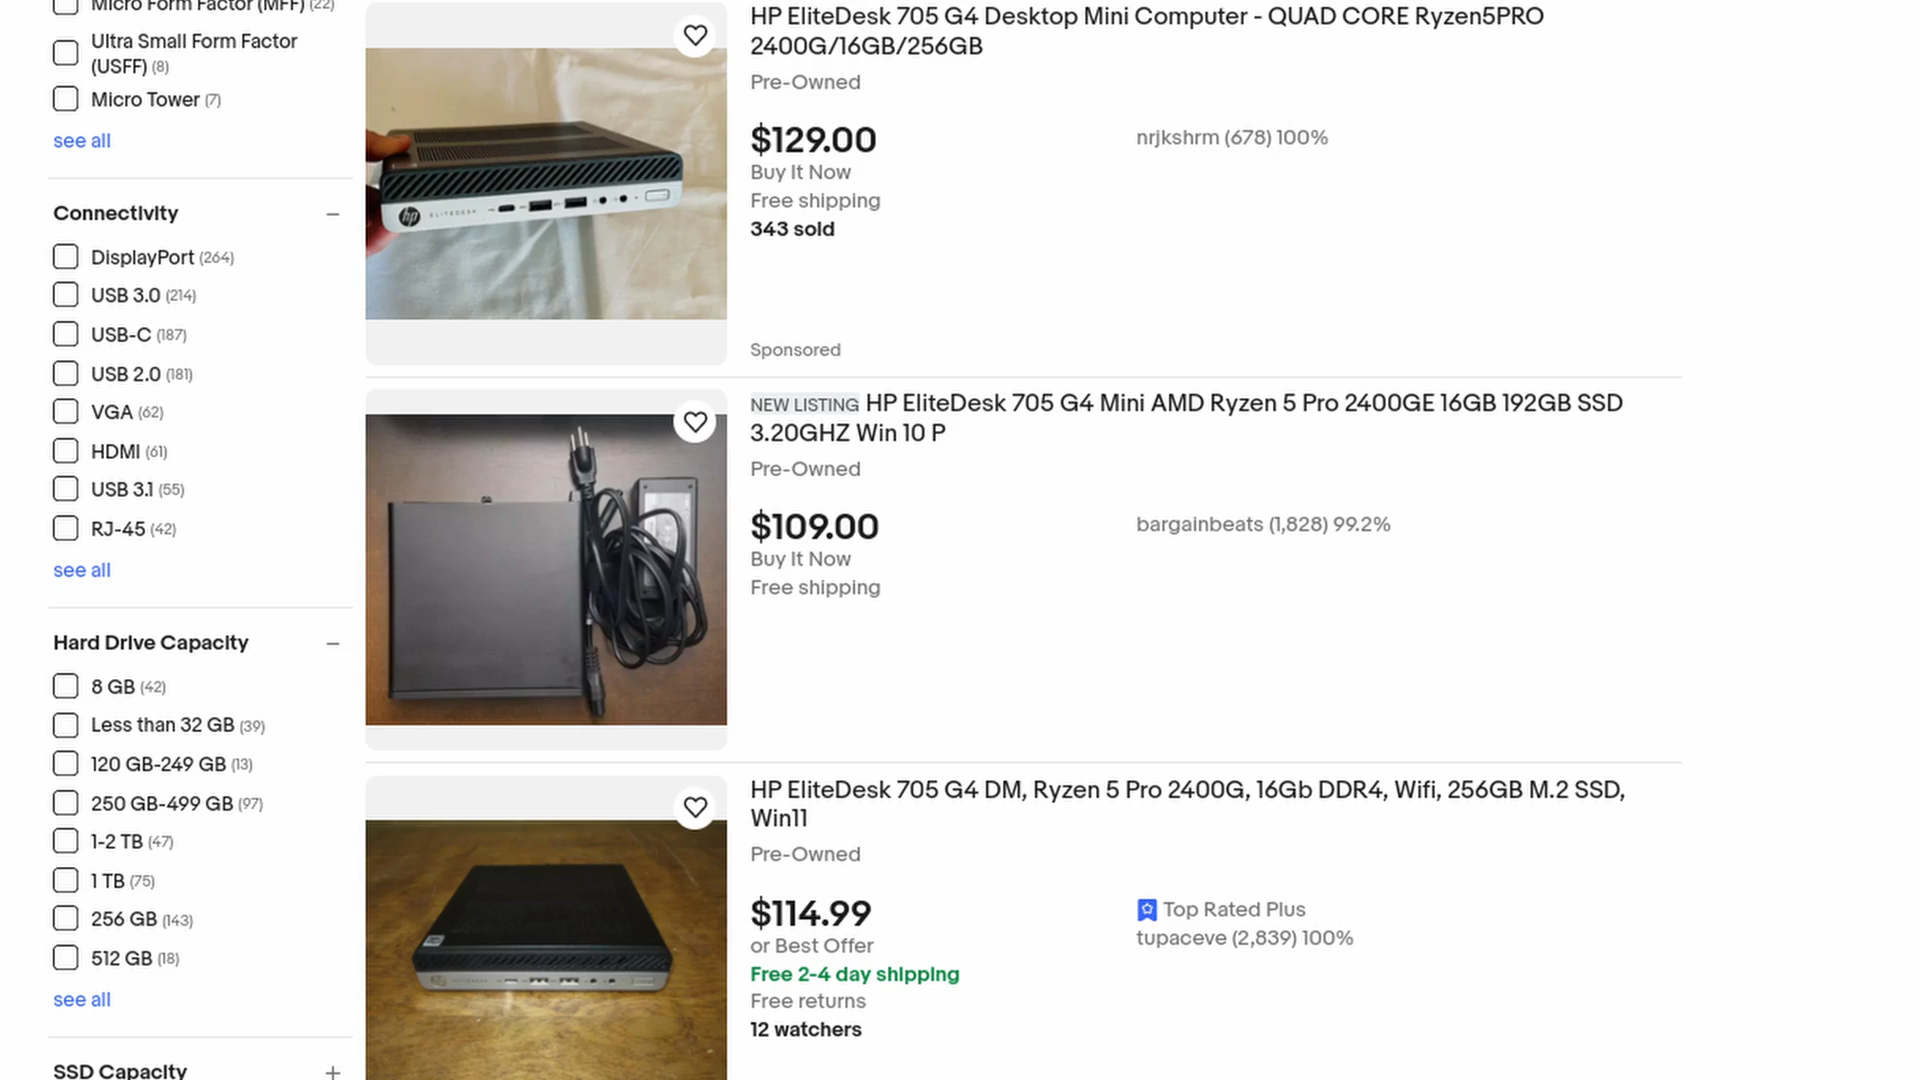 Micro Form Factor (MFF) (22)
Ultra Small Form Factor
(USFF) (8)
Micro Tower (7)
see all
Connectivity
DisplayPort (264)
USB 3.0 (214)
USB-C (187)
USB 2.0 (181)
VGA (62)
HDMI (61)
USB 3.1 (55)
RJ-45 (42)
see all
Hard Drive Capacity
8 GB (42)
Less than 32 GB (39)
120 GB-249 GB (13)
250 GB-499 GB (97)
1-2 TB (47)
1 TB (75)
256 GB (143)
512 GB (18)
see all
SSD Capacity
HP EliteDesk 705 G4 Desktop Mini Computer - QUAD CORE Ryzen5PRO
2400G/16GB/256GB
Pre-Owned
$129.00
nrjkshrm (678) 100%
Buy It Now
Free shipping
343 sold
Sponsored
hp ELITEDESK
NEW LISTING HP EliteDesk 705 G4 Mini AMD Ryzen 5 Pro 2400GE 16GB 192GB SSD
3.20GHZ Win 10 P
Pre-Owned
$109.00
bargainbeats (1,828) 99.2%
Buy It Now
Free shipping
HP EliteDesk 705 G4 DM, Ryzen 5 Pro 2400G, 16Gb DDR4, Wifi, 256GB M.2 SSD,
Win11
Pre-Owned
$114.99
Top Rated Plus
or Best Offer
tupaceve (2,839) 100%
Free 2-4 day shipping
Free returns
12 watchers